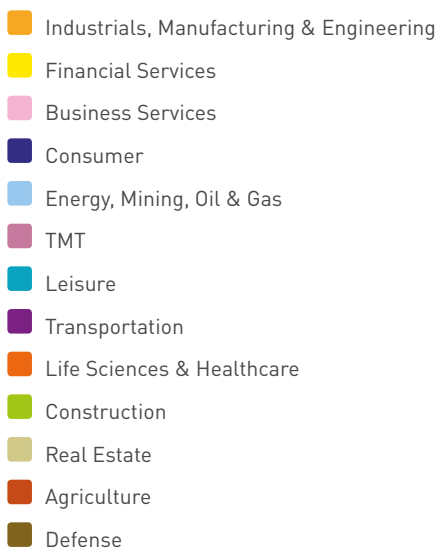 Industrials, Manufacturing & Engineering
Financial Services
Business Services
Consumer
Energy, Mining, Oil & Gas
TMT
Leisure
Transportation
Life Sciences & Healthcare
Construction
Real Estate
Agriculture
Defense